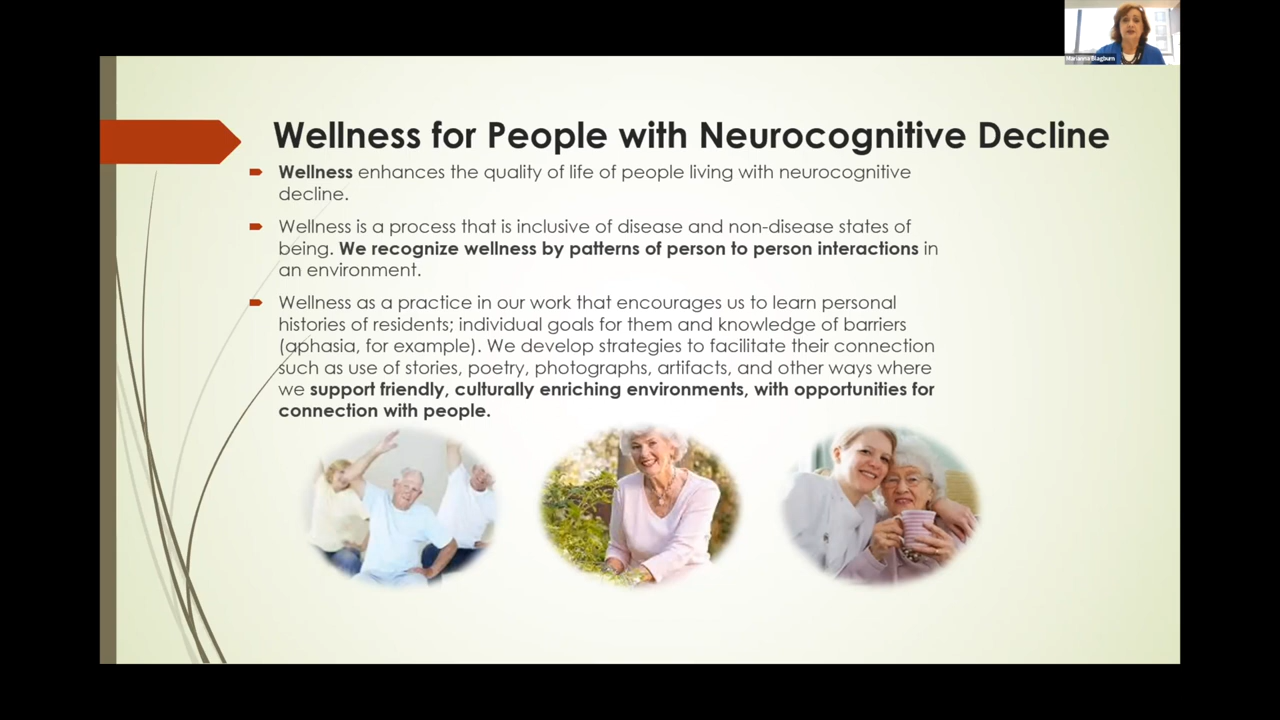 Marianna Blagburn
Wellness for People with Neurocognitive Decline
Wellness enhances the quality of life of people living with neurocognitive
decline.
Wellness is a process that is inclusive of disease and non-disease states of
being. We recognize wellness by patterns of person to person interactions in
an environment.
Wellness as a practice in our work that encourages us to learn personal
histories of residents; individual goals for them and knowledge of barriers
(aphasia, for example). We develop strategies to facilitate their connection
such as use of stories, poetry, photographs, artifacts, and other ways where
we support friendly, culturally enriching environments, with opportunities for
connection with people.